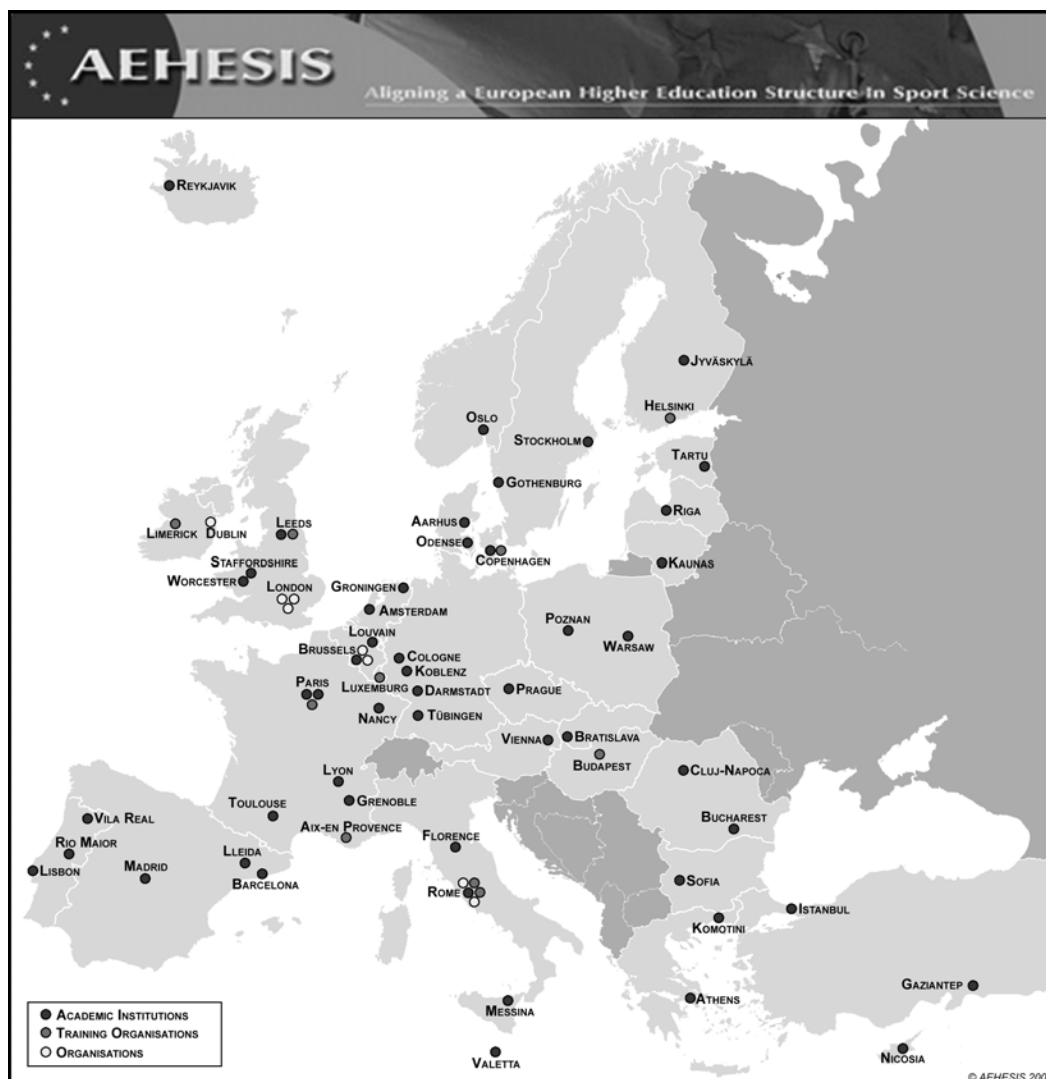 AEHESIS
Aligning a European Higher Education Structure In Sport Science
REYKJAVIK
JYVÄSKYLÄ
HELSINKI
OSLO
STOCKHOLM
TARTU
GOTHENBURG
RIGA
AARHUS
ODENSE
COPENHAGEN
KAUNAS
LIMERICK
DUBLIN
LEEDS
STAFFORDSHIRE
WORCESTER
LONDON
GRONINGEN
AMSTERDAM
POZNAN
WARSAW
LOUVAIN
BRUSSELS
COLOGNE
KOBLENZ
PARIS
LUXEMBURG
DARMSTADT
PRAGUE
NANCY
TÜBINGEN
VIENNA
BRATISLAVA
BUDAPEST
LYON
CLUJ-NAPOCA
GRENOBLE
TOULOUSE
AIX-EN PROVENCE
VILA REAL
FLORENCE
BUCHAREST
RIO MAIOR
LISBON
MADRID
LLEIDA
BARCELONA
ROME
SOFIA
ISTANBUL
KOMOTINI
GAZIANTEP
ATHENS
MESSINA
VALETTA
NICOSIA
ACADEMIC INSTITUTIONS
TRAINING ORGANISATIONS
ORGANISATIONS
© AEHESIS 200